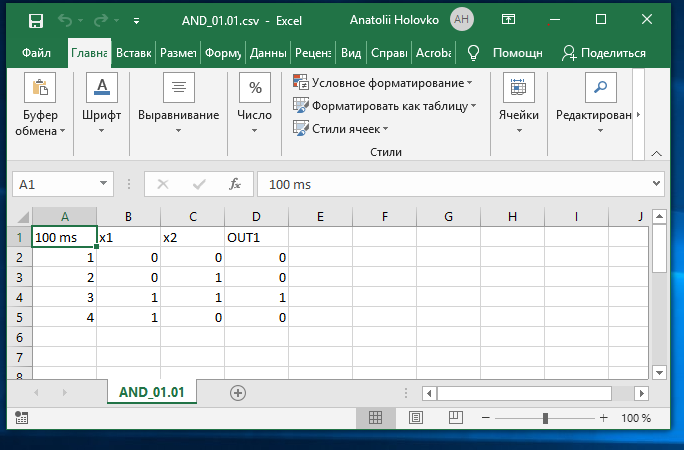 AND_01.01.csv - Excel Anatolii Holovko AH
Файл Главна Вставк Размет Форму Данны Реценз Вид Справі Acroba Помощн Поделиться
Буфер обмена
Шрифт
Выравнивание
Число
Условное форматирование
Форматировать как таблицу
Стили ячеек
Стили
Ячейки
Редактирован
A1 fx 100 ms
A B C D E F G H I J
1 100 ms x1 x2 OUT1
2 1 0 0 0
3 2 0 1 0
4 3 1 1 1
5 4 1 0 0
6
7
8
AND_01.01
100 %